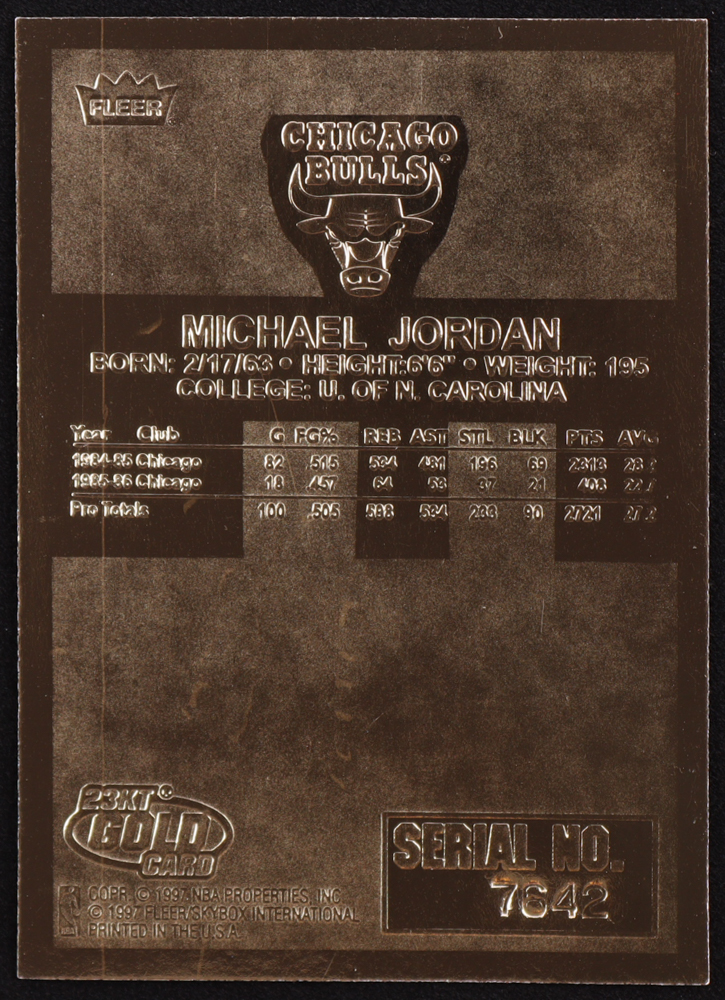 FLEER
CHICAGO
BULLS
MICHAEL JORDAN
BORN: 2/17/63 • HEIGHT:6'6" • WEIGHT: 195
COLLEGE: U. OF N. CAROLINA
Year Club G FG% REB AST STL BLK PTS AVG
1984-85 Chicago 82 .515 534 481 196 69 2313
1985-86 Chicago 18 .457 64 53 37 21 408
Pro Totals 100 .505 598 534 233 90 2721
23KT
GOLD
CARD
SERIAL NO.
7642
COPR. © 1997 NBA PROPERTIES, INC
© 1997 FLEER/SKYBOX INTERNATIONAL
PRINTED IN THE U.S.A.